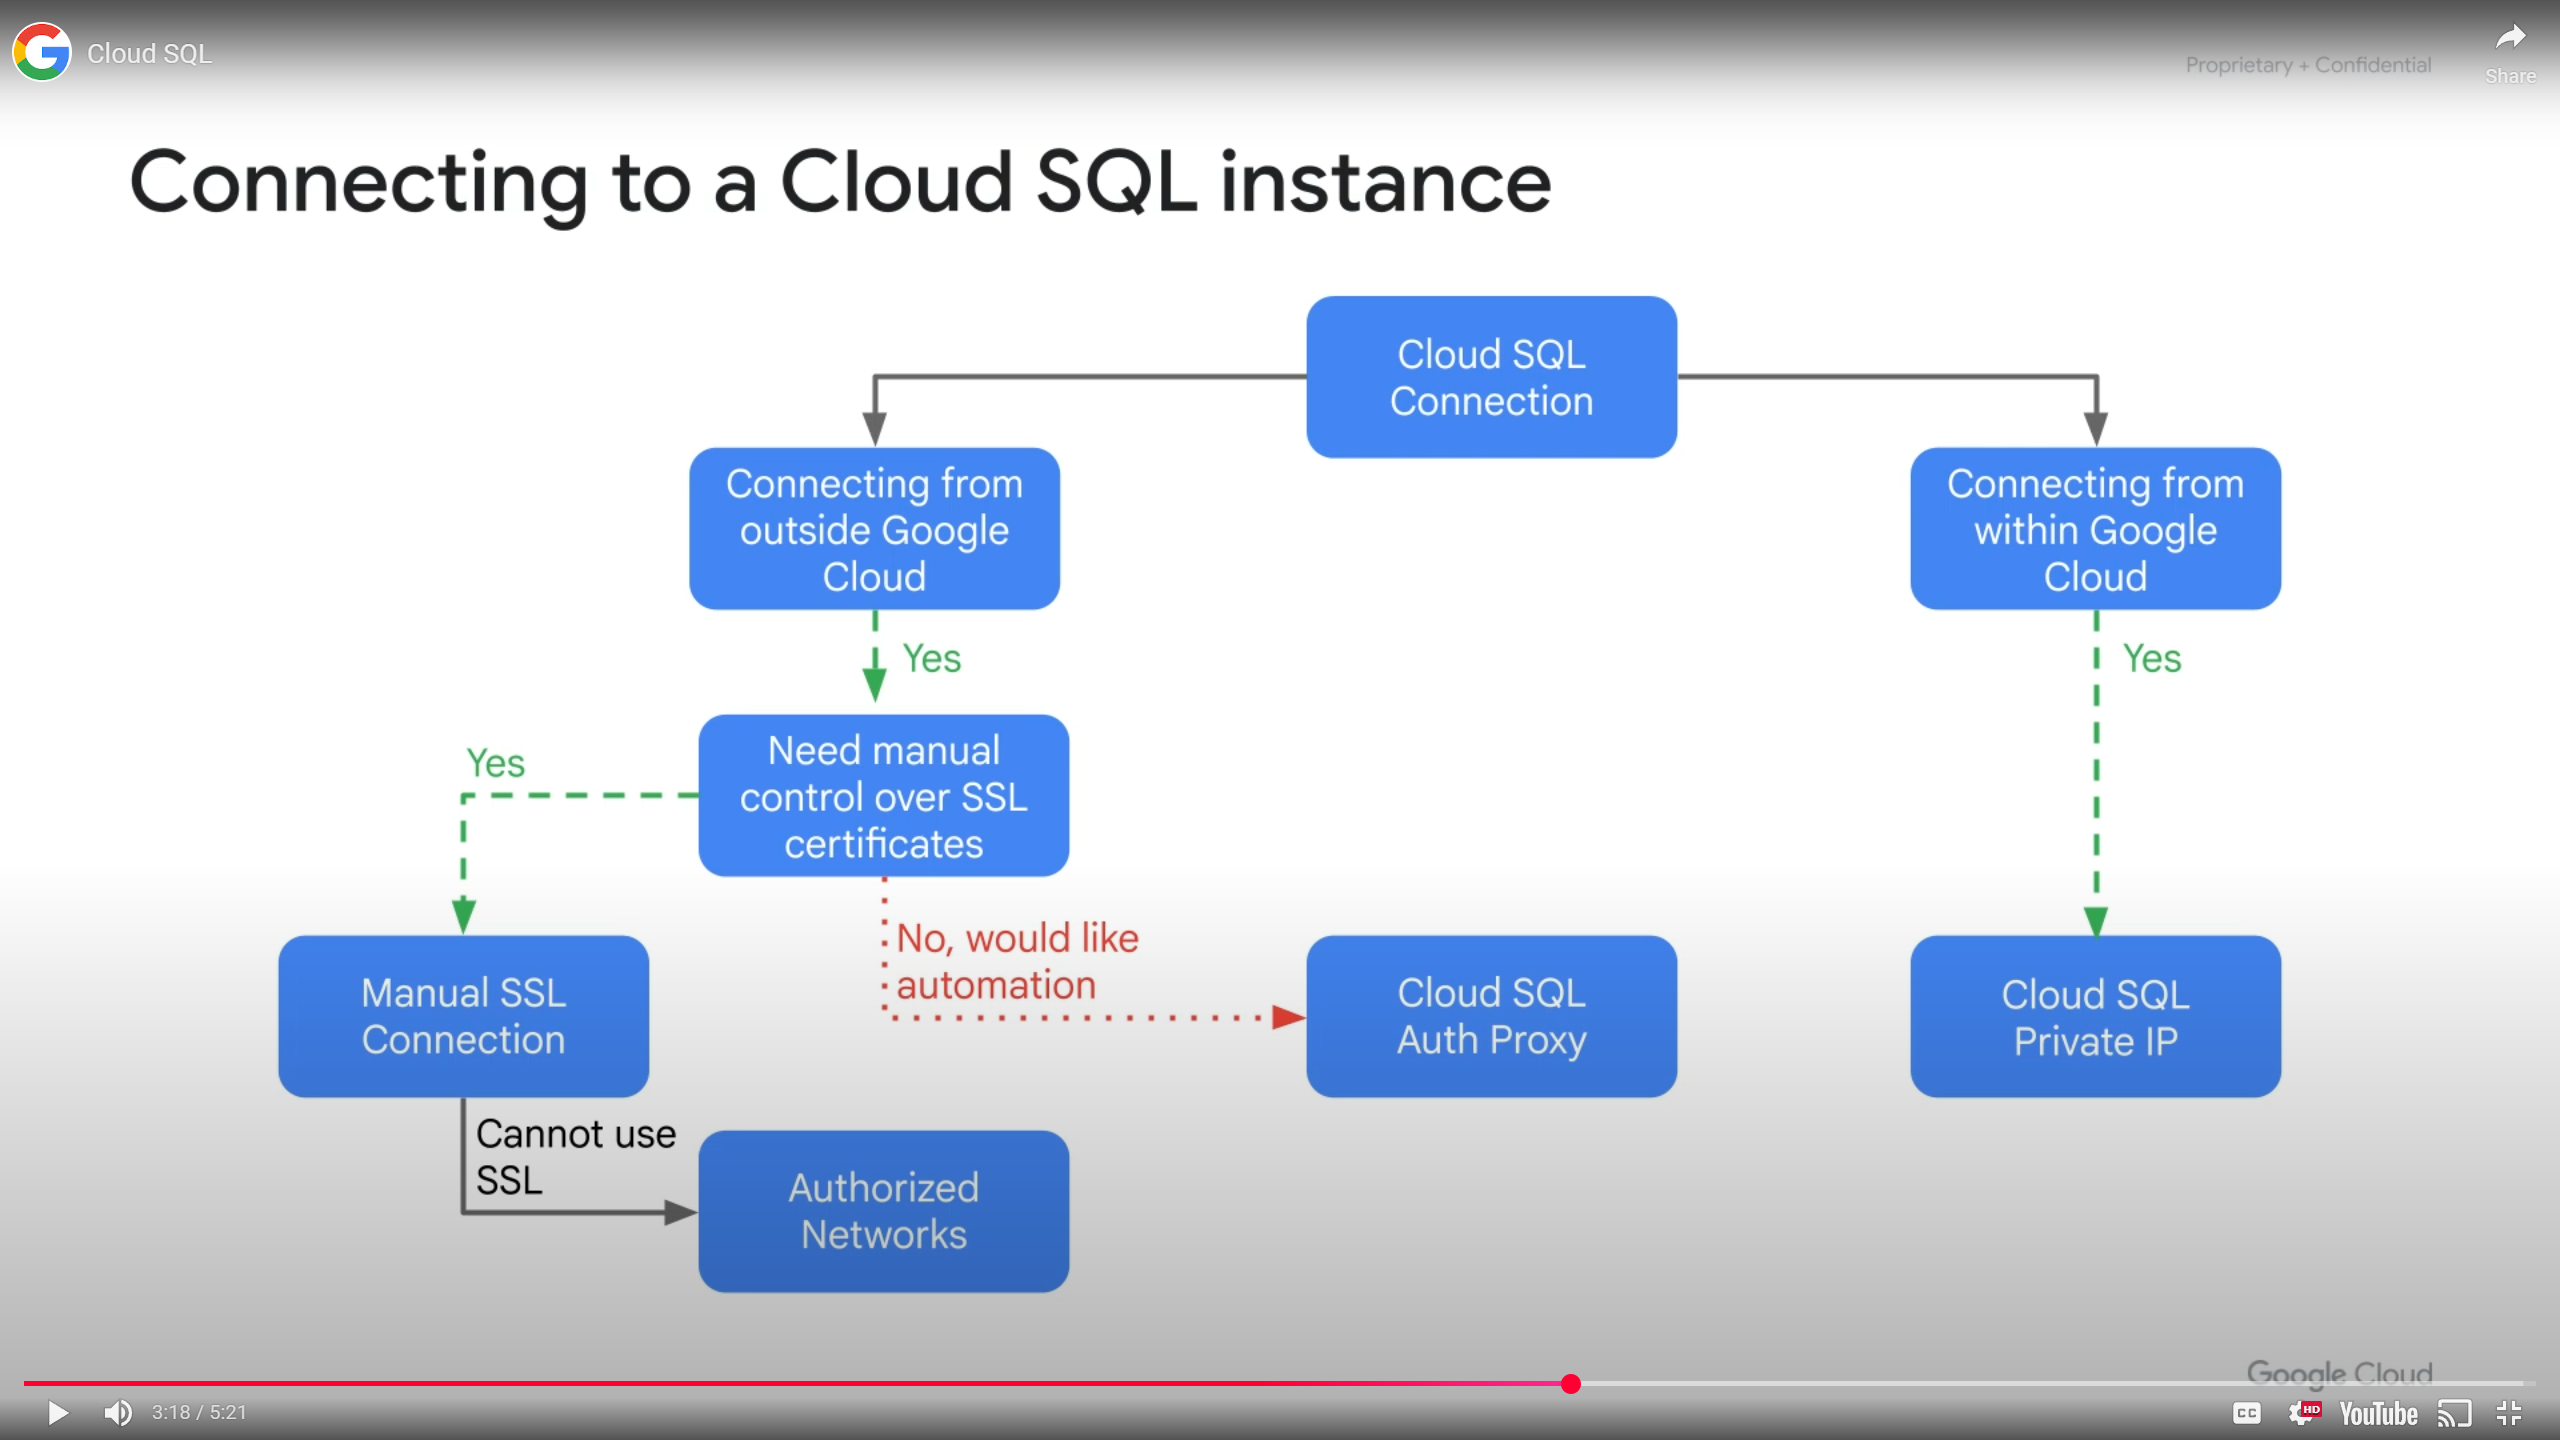 Cloud SQL
Proprietary + Confidential
Share
Connecting to a Cloud SQL instance
Cloud SQL
Connection
Connecting from
outside Google
Cloud
Connecting from
within Google
Cloud
Yes
Yes
Need manual
control over SSL
certificates
Yes
No, would like
automation
Manual SSL
Connection
Cloud SQL
Auth Proxy
Cloud SQL
Private IP
Cannot use
SSL
Authorized
Networks
Google Cloud
3:18 / 5:21
CC
HD
YouTube